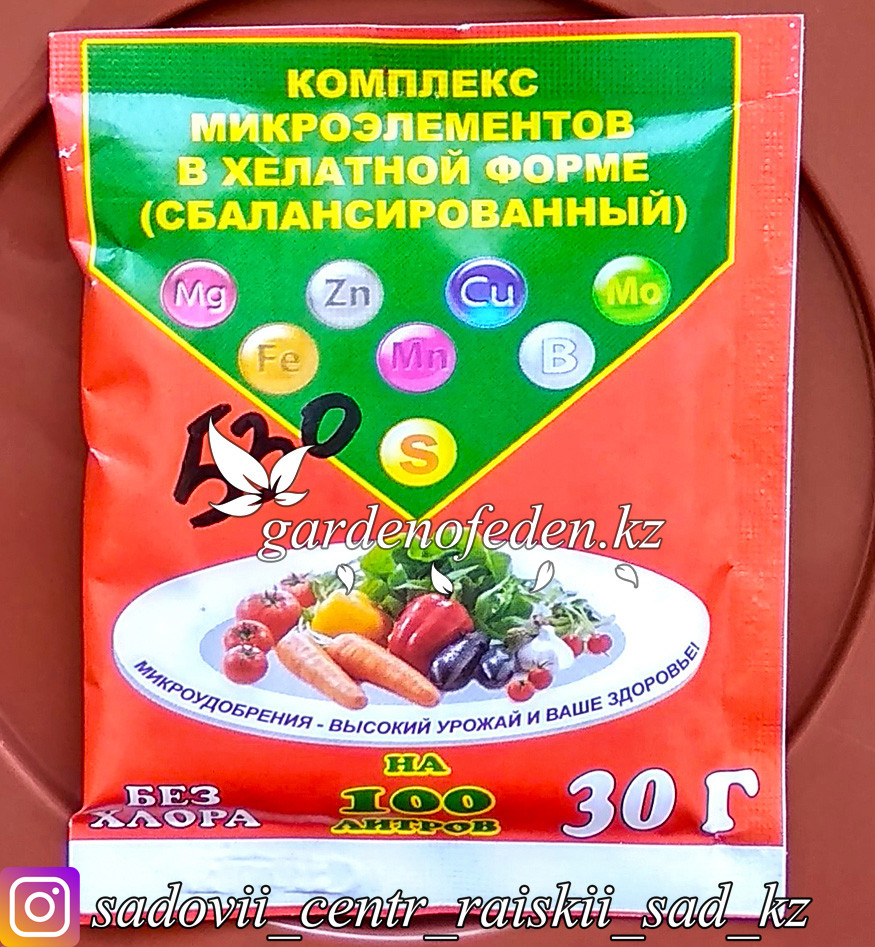 КОМПЛЕКС
МИКРОЭЛЕМЕНТОВ
В ХЕЛАТНОЙ ФОРМЕ
(СБАЛАНСИРОВАННЫЙ)
Mg Zn Cu Mo
Fe Mn B
S
530
gardenofeden.kz
МИКРОУДОБРЕНИЯ - ВЫСОКИЙ УРОЖАЙ И ВАШЕ ЗДОРОВЬЕ!
БЕЗ
ХЛОРА
НА
100
ЛИТРОВ
30 Г
sadovii_centr_raiskii_sad_kz